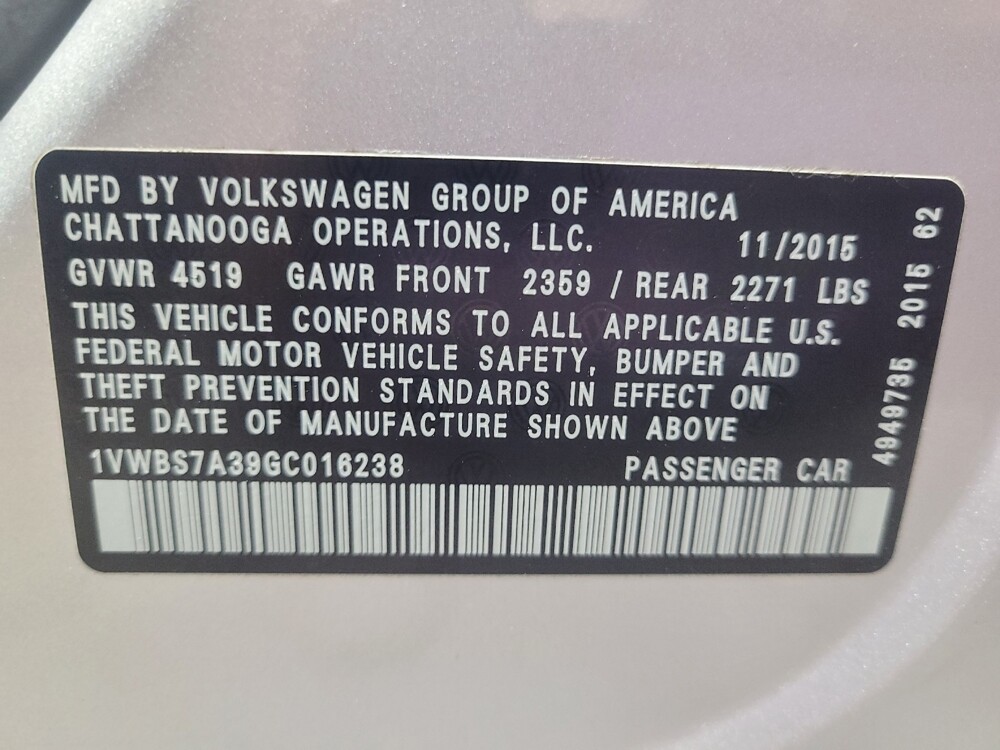 MFD BY VOLKSWAGEN GROUP OF AMERICA
CHATTANOOGA OPERATIONS, LLC. 11/2015
GVWR 4519 GAWR FRONT 2359 / REAR 2271 LBS
THIS VEHICLE CONFORMS TO ALL APPLICABLE U.S.
FEDERAL MOTOR VEHICLE SAFETY, BUMPER AND
THEFT PREVENTION STANDARDS IN EFFECT ON
THE DATE OF MANUFACTURE SHOWN ABOVE
1VWBS7A39GC016238 PASSENGER CAR
4949735 2015 62